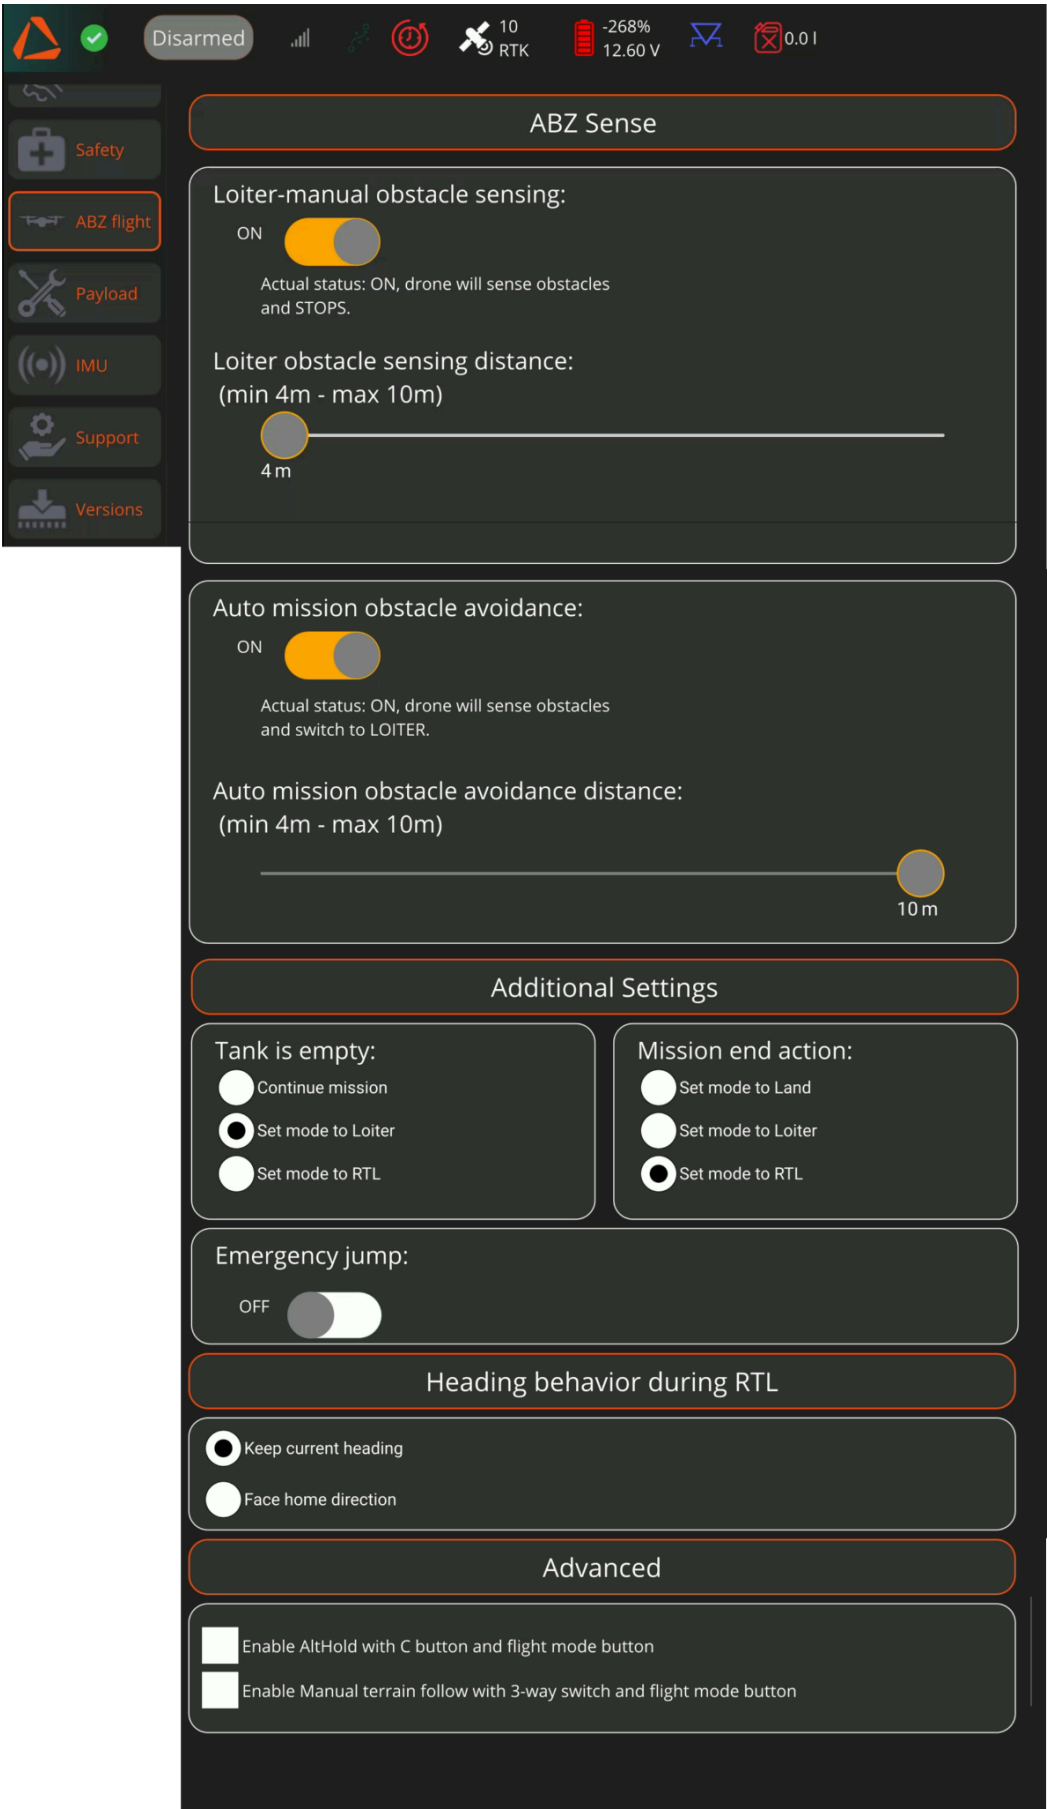 Disarmed
10
RTK
-268%
12.60 V
0.0 l
Safety
ABZ flight
Payload
IMU
Support
Versions
ABZ Sense
Loiter-manual obstacle sensing:
ON
Actual status: ON, drone will sense obstacles
and STOPS.
Loiter obstacle sensing distance:
(min 4m - max 10m)
4 m
Auto mission obstacle avoidance:
ON
Actual status: ON, drone will sense obstacles
and switch to LOITER.
Auto mission obstacle avoidance distance:
(min 4m - max 10m)
10 m
Additional Settings
Tank is empty:
Continue mission
Set mode to Loiter
Set mode to RTL
Mission end action:
Set mode to Land
Set mode to Loiter
Set mode to RTL
Emergency jump:
OFF
Heading behavior during RTL
Keep current heading
Face home direction
Advanced
Enable AltHold with C button and flight mode button
Enable Manual terrain follow with 3-way switch and flight mode button